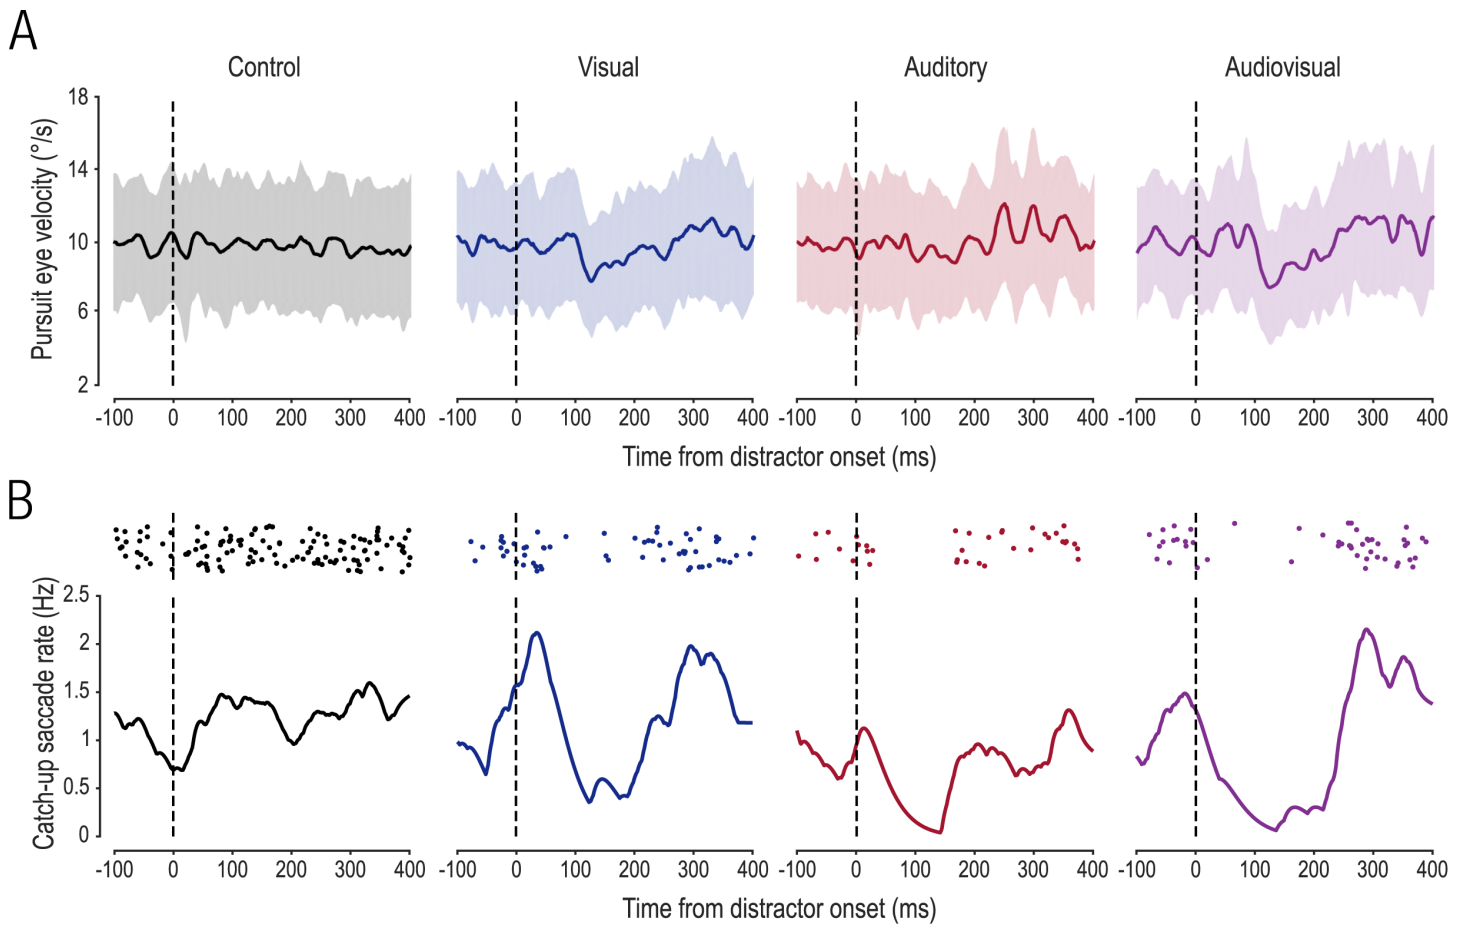 A
Control Visual Auditory Audiovisual
Pursuit eye velocity (°/s)
18
14
10
6
2
-100 0 100 200 300 400 -100 0 100 200 300 400 -100 0 100 200 300 400 -100 0 100 200 300 400
Time from distractor onset (ms)
B
Catch-up saccade rate (Hz)
2.5
2
1.5
1
0.5
0
-100 0 100 200 300 400 -100 0 100 200 300 400 -100 0 100 200 300 400 -100 0 100 200 300 400
Time from distractor onset (ms)